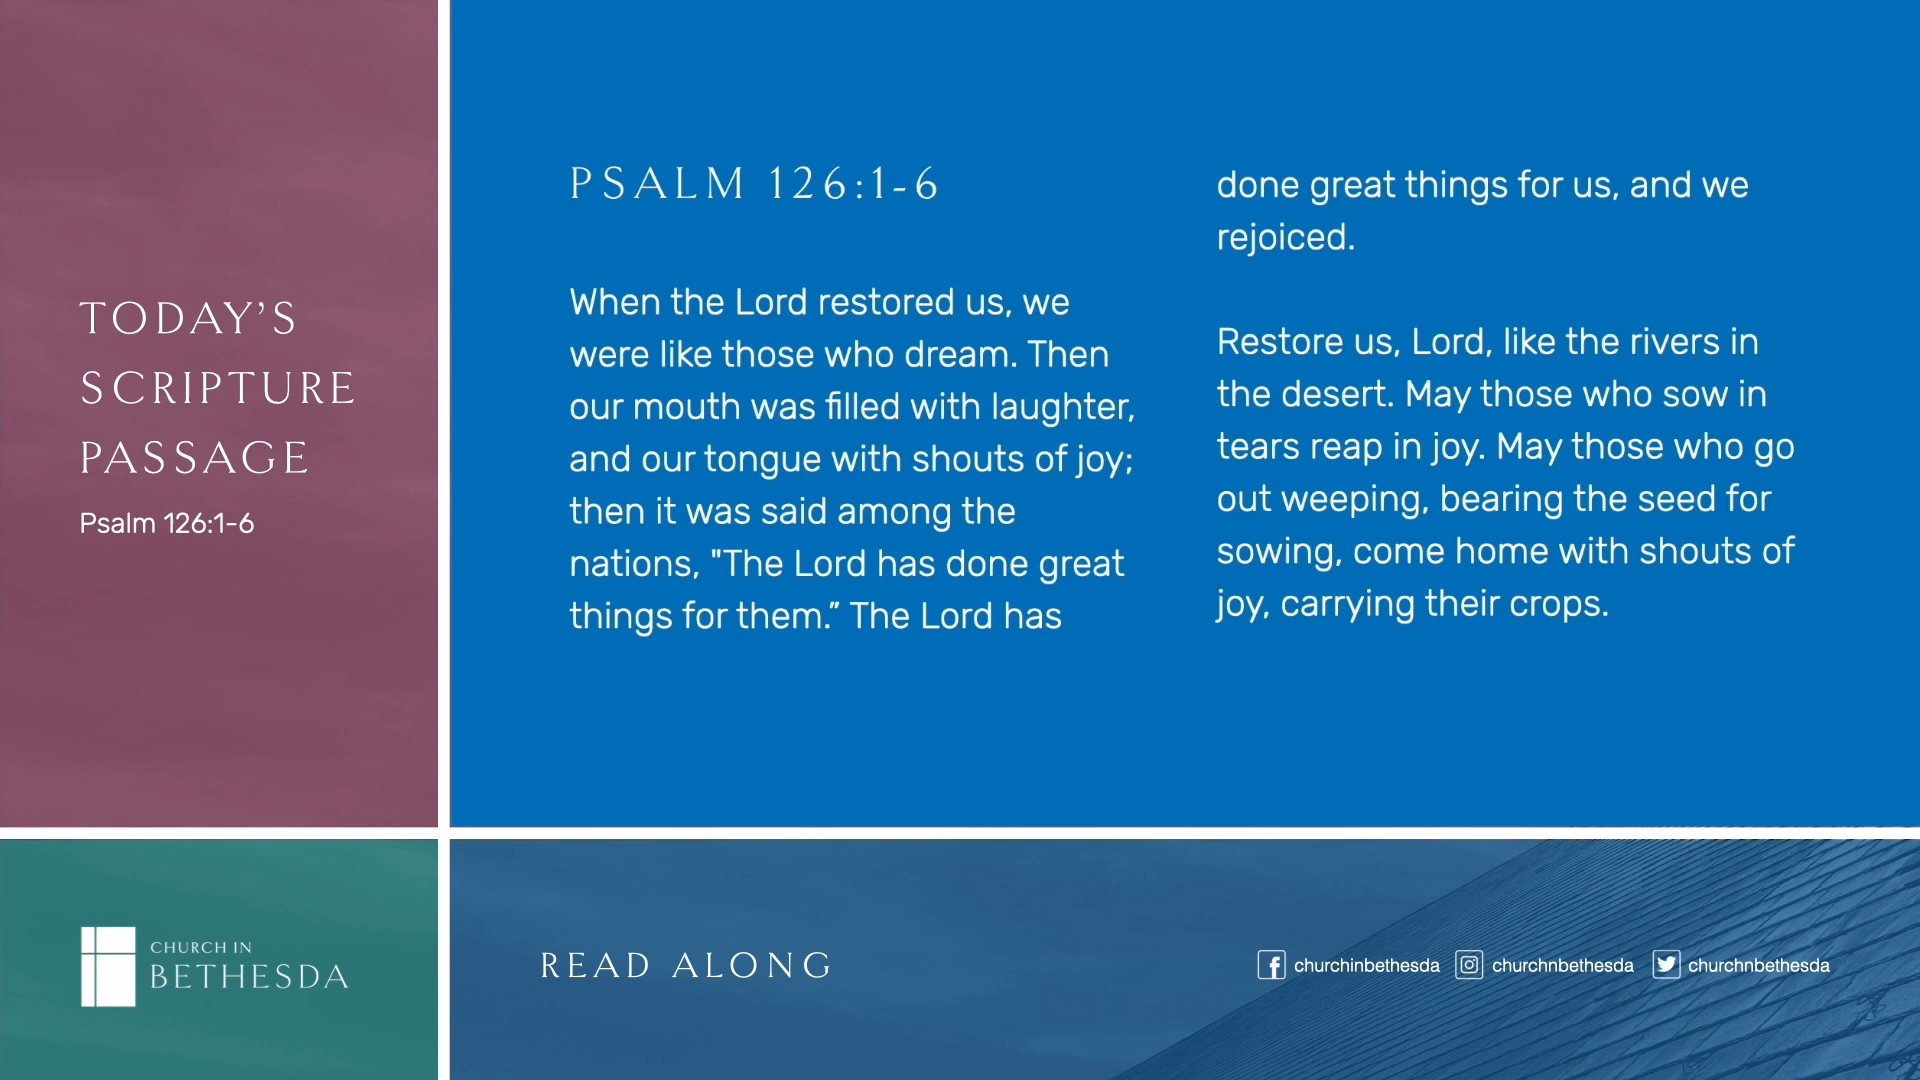 TODAY’S
SCRIPTURE
PASSAGE
Psalm 126:1-6
PSALM 126:1-6
When the Lord restored us, we
were like those who dream. Then
our mouth was filled with laughter,
and our tongue with shouts of joy;
then it was said among the
nations, "The Lord has done great
things for them.” The Lord has
done great things for us, and we
rejoiced.
Restore us, Lord, like the rivers in
the desert. May those who sow in
tears reap in joy. May those who go
out weeping, bearing the seed for
sowing, come home with shouts of
joy, carrying their crops.
CHURCH IN
BETHESDA
READ ALONG
churchinbethesda churchnbethesda churchnbethesda